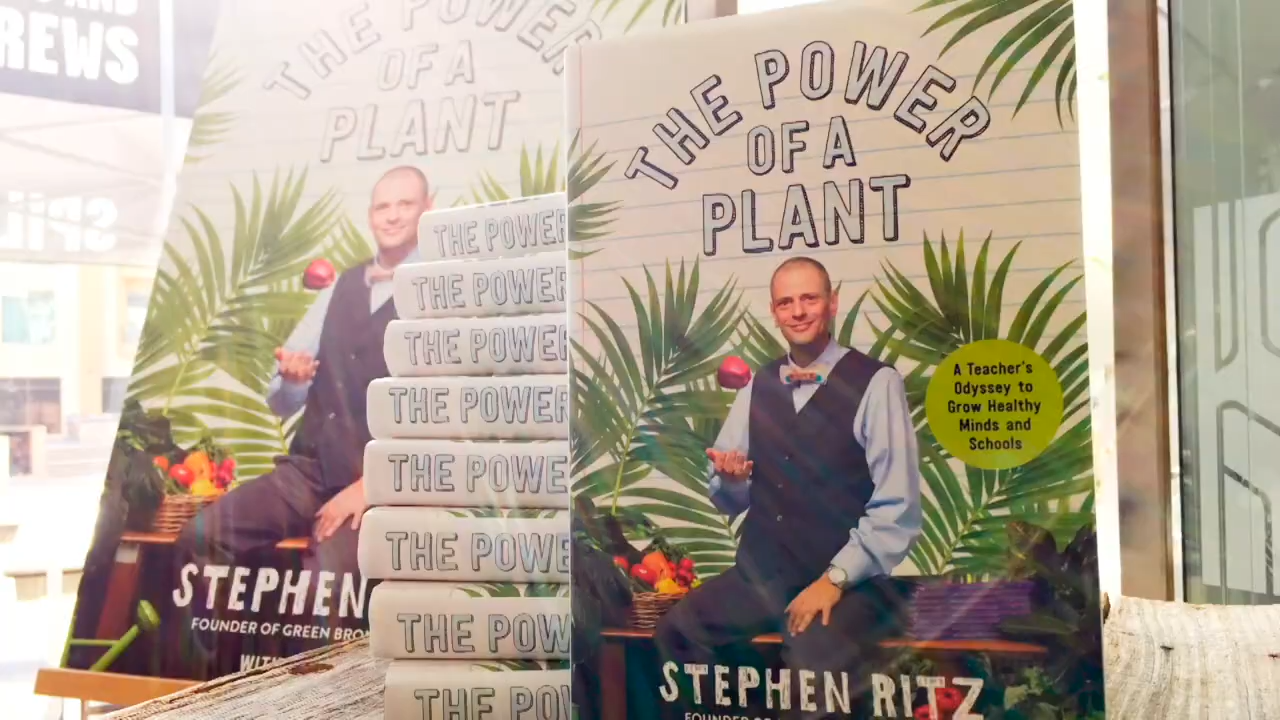 REWS
THE POWER
OF A
PLANT
STEPHEN
FOUNDER OF GREEN
THE POWER
THE POWER
THE POWER
THE POWER
THE POWER
THE POWE
THE POW
THE POW
THE POWER
OF A
PLANT
A Teacher's
Odyssey to
Grow Healthy
Minds and
Schools
STEPHEN RITZ